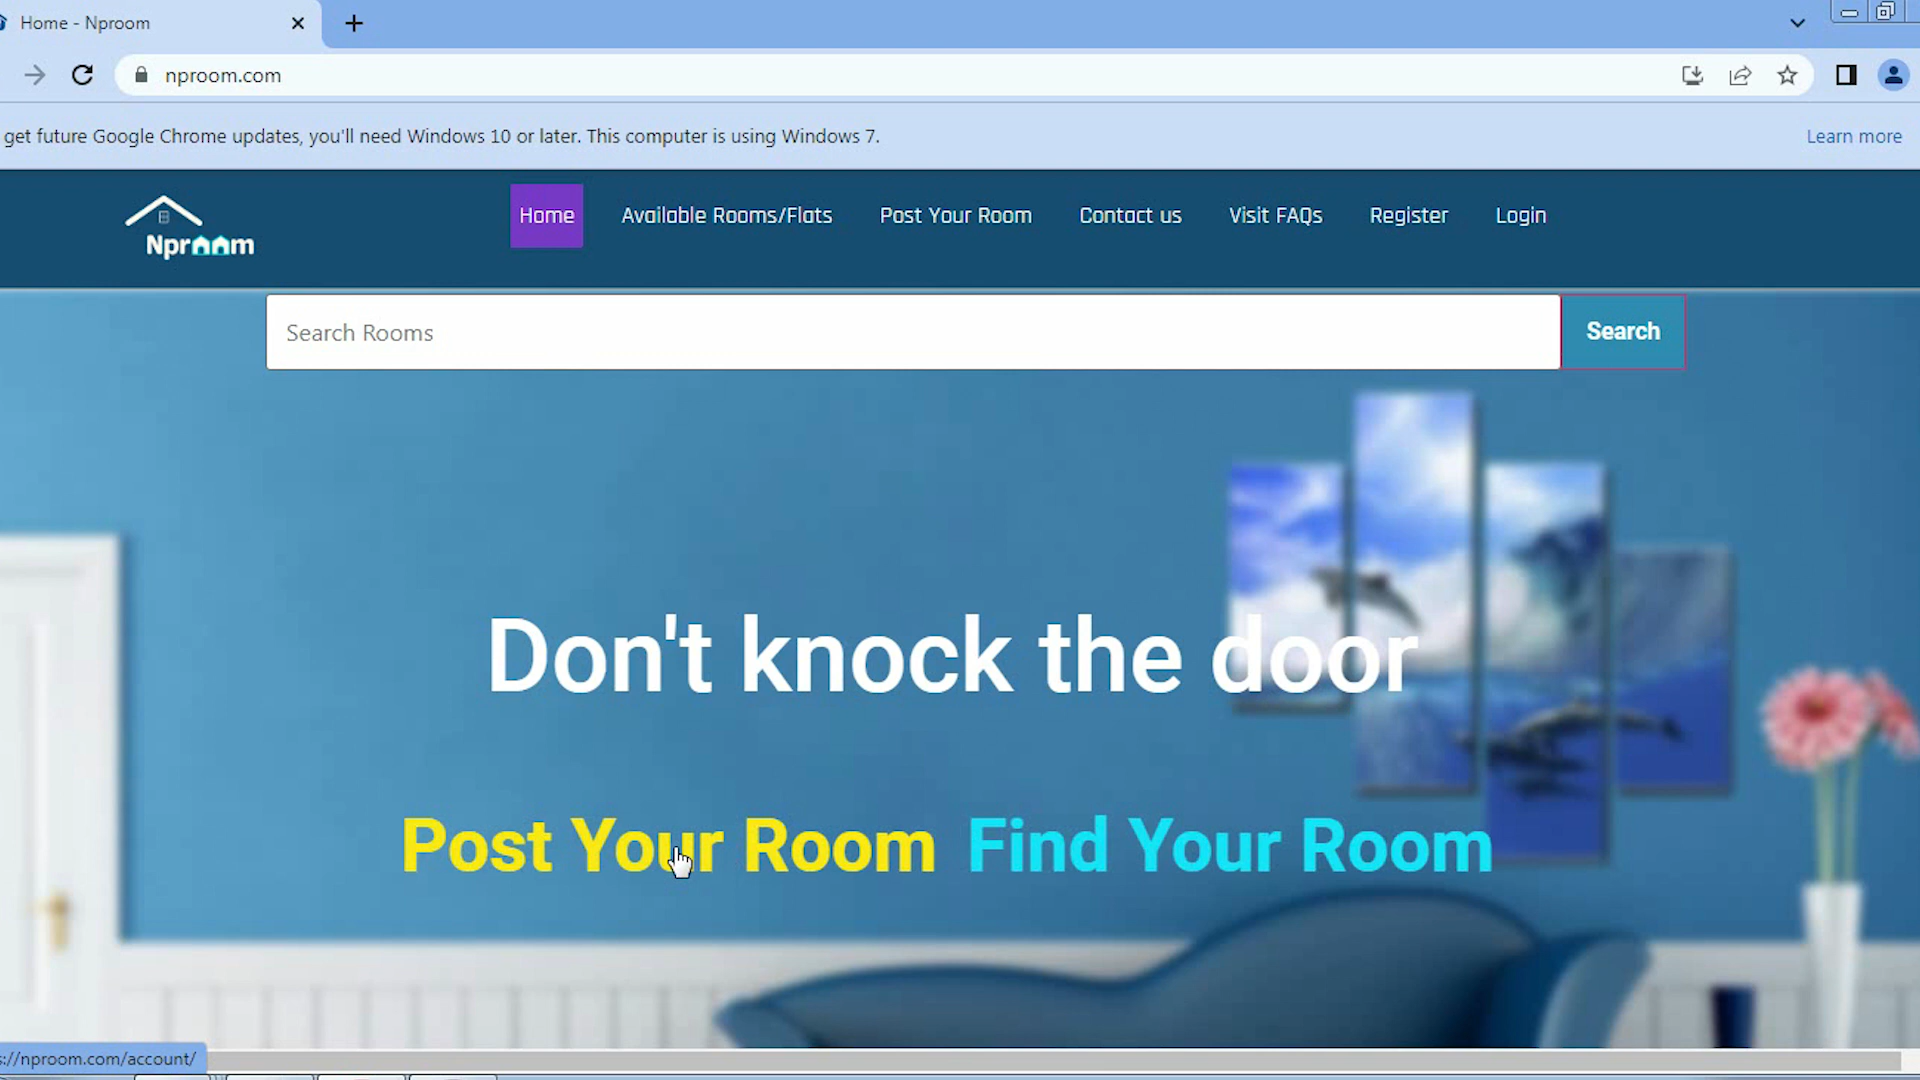 Home - Nproom
nproom.com
get future Google Chrome updates, you'll need Windows 10 or later. This computer is using Windows 7.
Learn more
Nproom
Home
Available Rooms/Flats
Post Your Room
Contact us
Visit FAQs
Register
Login
Search Rooms
Search
Don't knock the door
Post Your Room Find Your Room
s://nproom.com/account/